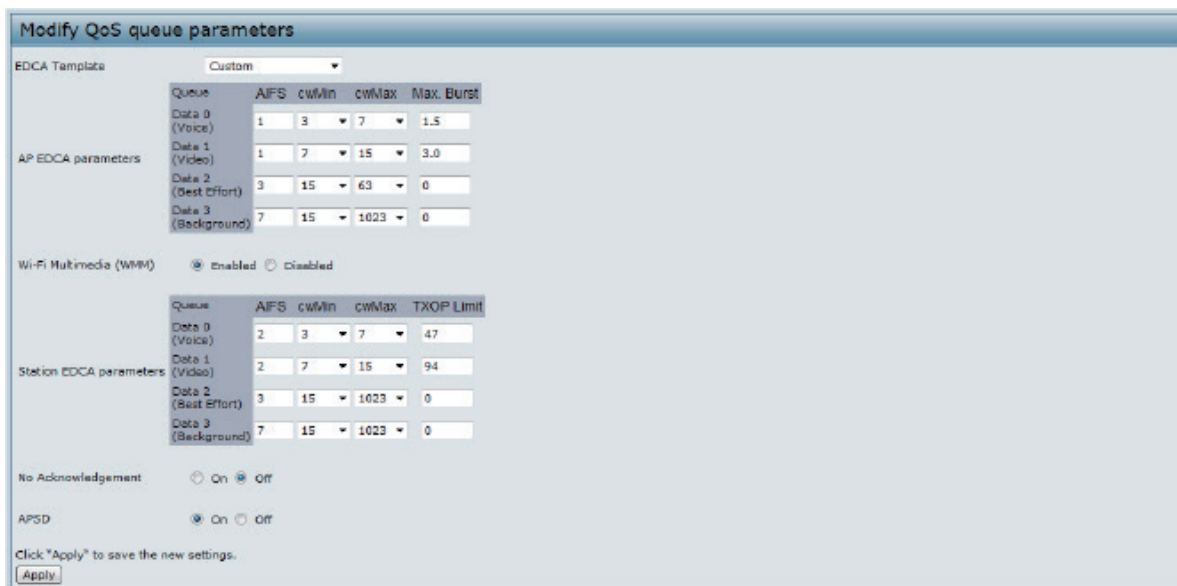 Modify QoS queue parameters
EDCA Template Custom
Queue AIFS cwMin cwMax Max. Burst
Data 0 (Voice) 1 3 7 1.5
AP EDCA parameters
Data 1 (Video) 1 7 15 3.0
Data 2 (Best Effort) 3 15 63 0
Data 3 (Background) 7 15 1023 0
Wi-Fi Multimedia (WMM) Enabled Disabled
Queue AIFS cwMin cwMax TXOP Limit
Data 0 (Voice) 2 3 7 47
Station EDCA parameters
Data 1 (Video) 2 7 15 94
Data 2 (Best Effort) 3 15 1023 0
Data 3 (Background) 7 15 1023 0
No Acknowledgement On Off
APSD On Off
Click "Apply" to save the new settings.
Apply